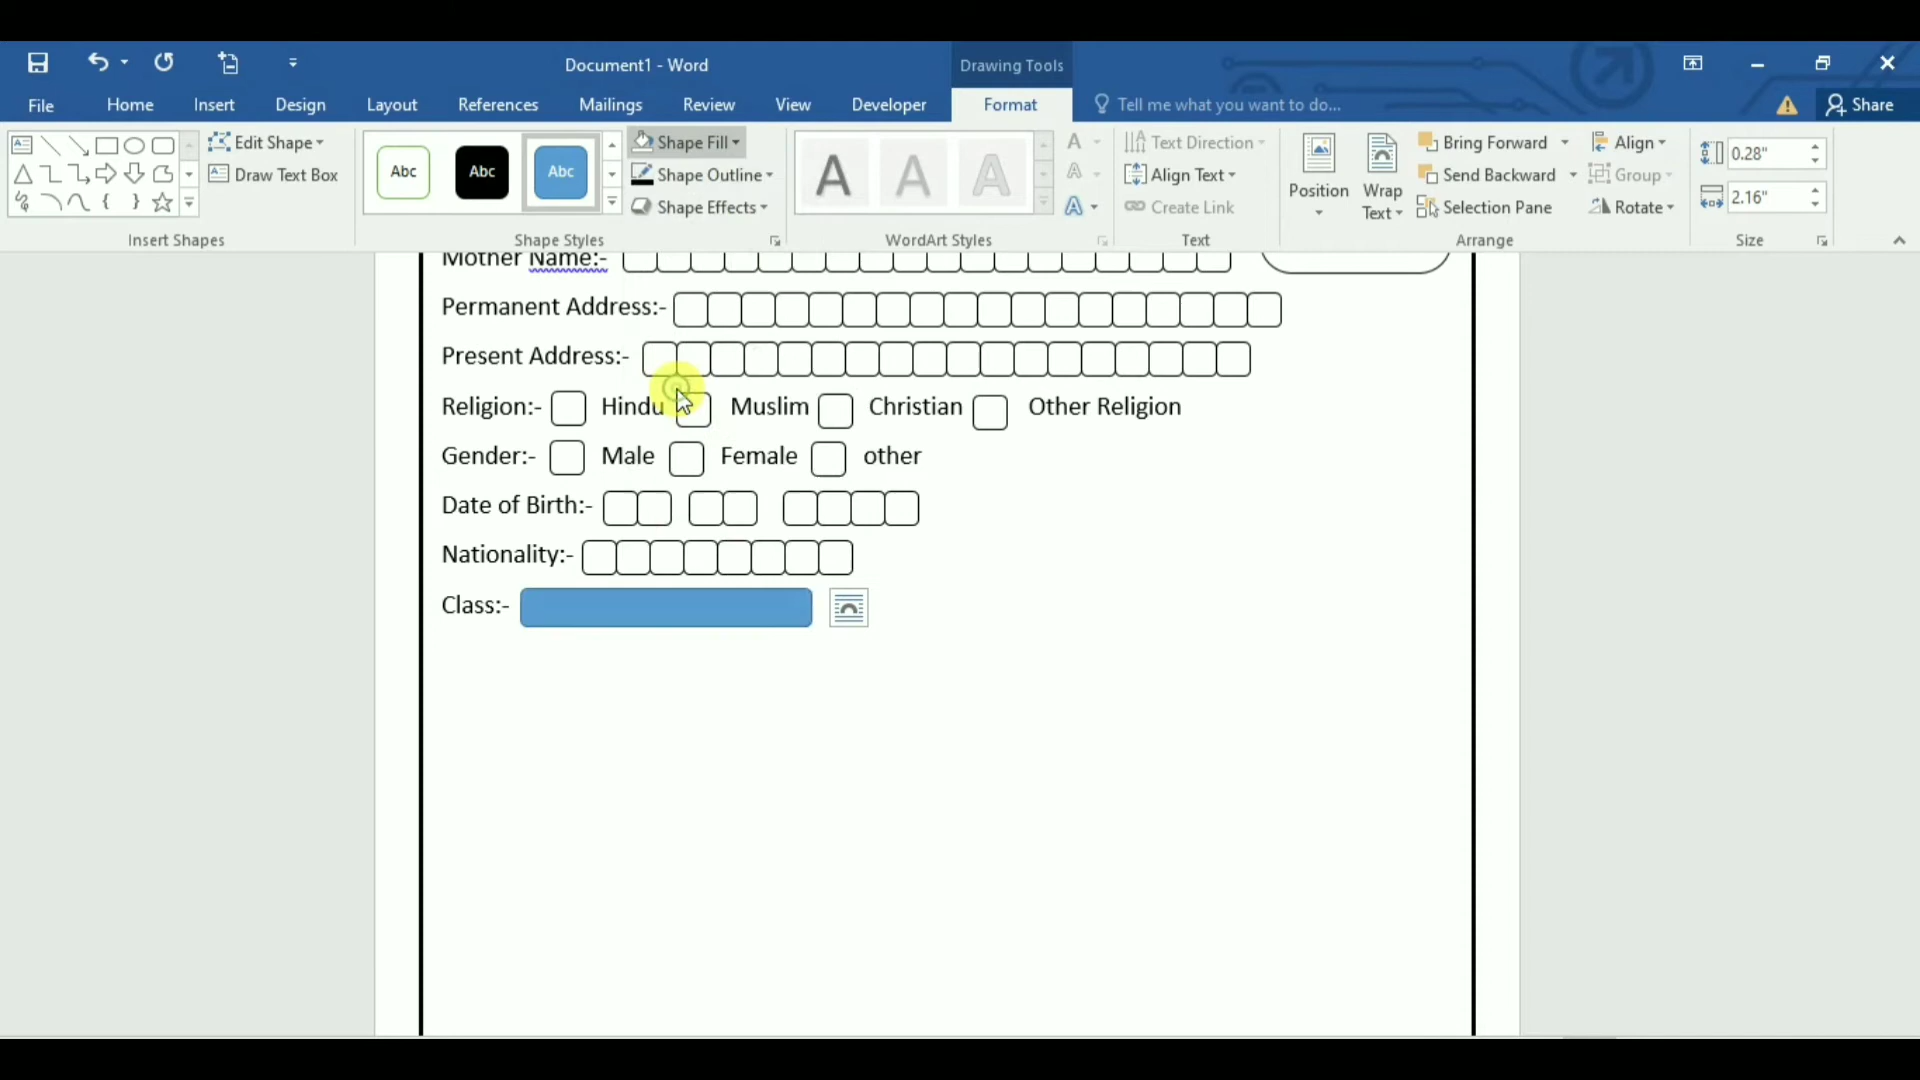 Document1 - Word
Drawing Tools
File Home Insert Design Layout References Mailings Review View Developer Format Tell me what you want to do... Share
Edit Shape
Draw Text Box
Insert Shapes
Abc Abc Abc
Shape Fill
Shape Outline
Shape Effects
Shape Styles
A A A
WordArt Styles
Text Direction
Align Text
Create Link
Text
Position
Wrap Text
Bring Forward
Send Backward
Selection Pane
Align
Group
Rotate
Arrange
0.28"
2.16"
Size
Mother Name:-
Permanent Address:-
Present Address:-
Religion:- Hindu Muslim Christian Other Religion
Gender:- Male Female other
Date of Birth:-
Nationality:-
Class:-